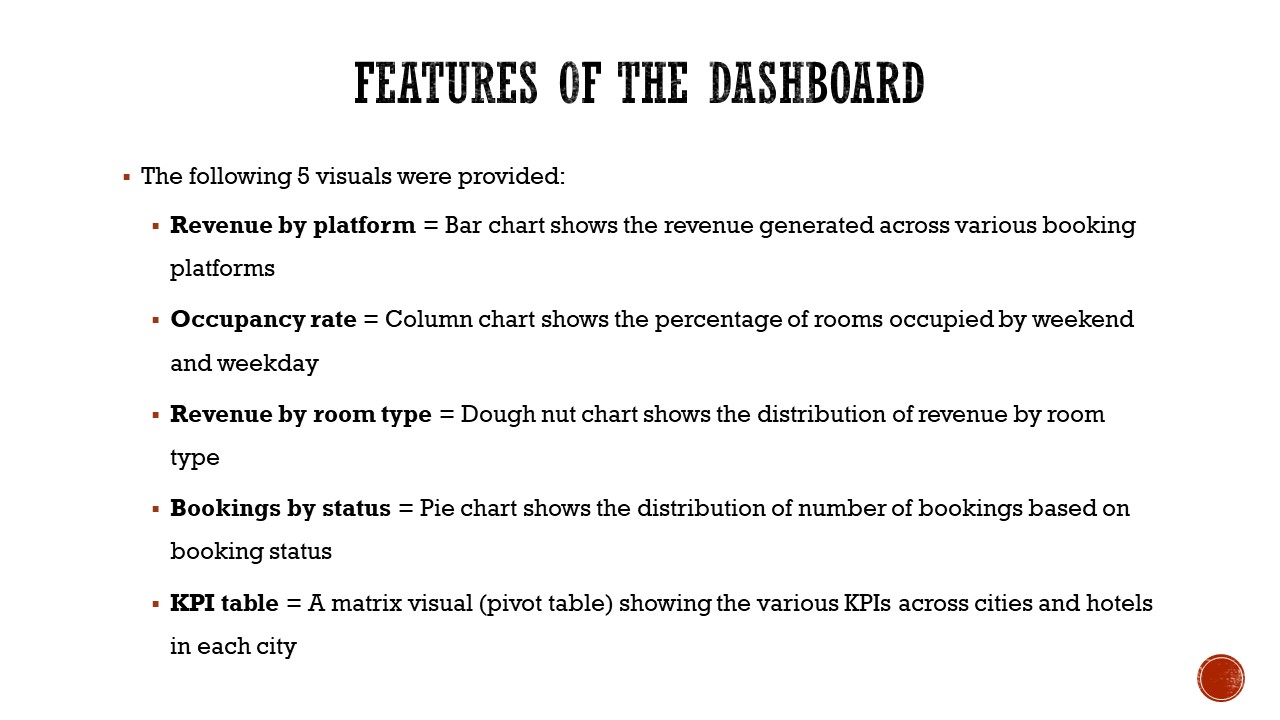 FEATURES OF THE DASHBOARD
▪ The following 5 visuals were provided:
▪ Revenue by platform = Bar chart shows the revenue generated across various booking
platforms
▪ Occupancy rate = Column chart shows the percentage of rooms occupied by weekend
and weekday
▪ Revenue by room type = Dough nut chart shows the distribution of revenue by room
type
▪ Bookings by status = Pie chart shows the distribution of number of bookings based on
booking status
▪ KPI table = A matrix visual (pivot table) showing the various KPIs across cities and hotels
in each city